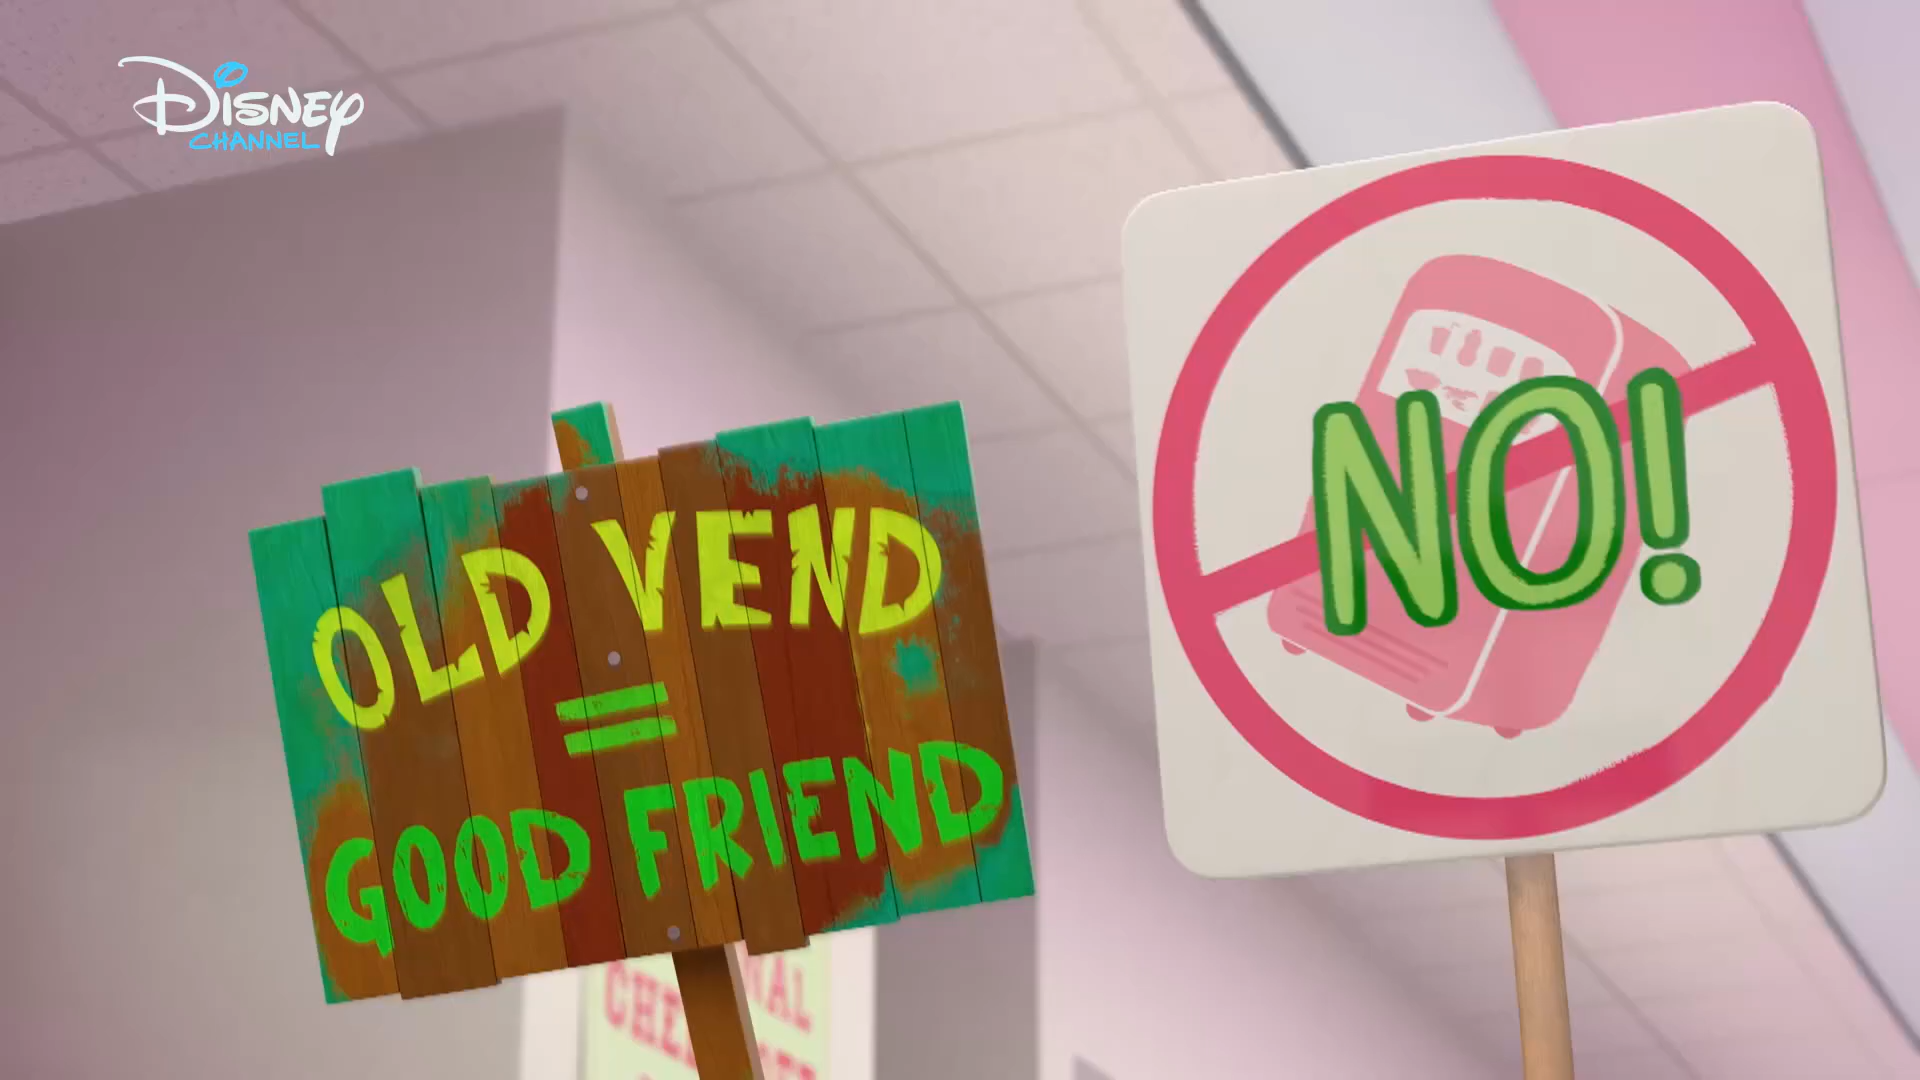 DISNEY
CHANNEL
OLD VEND
=
GOOD FRIEND
NO!